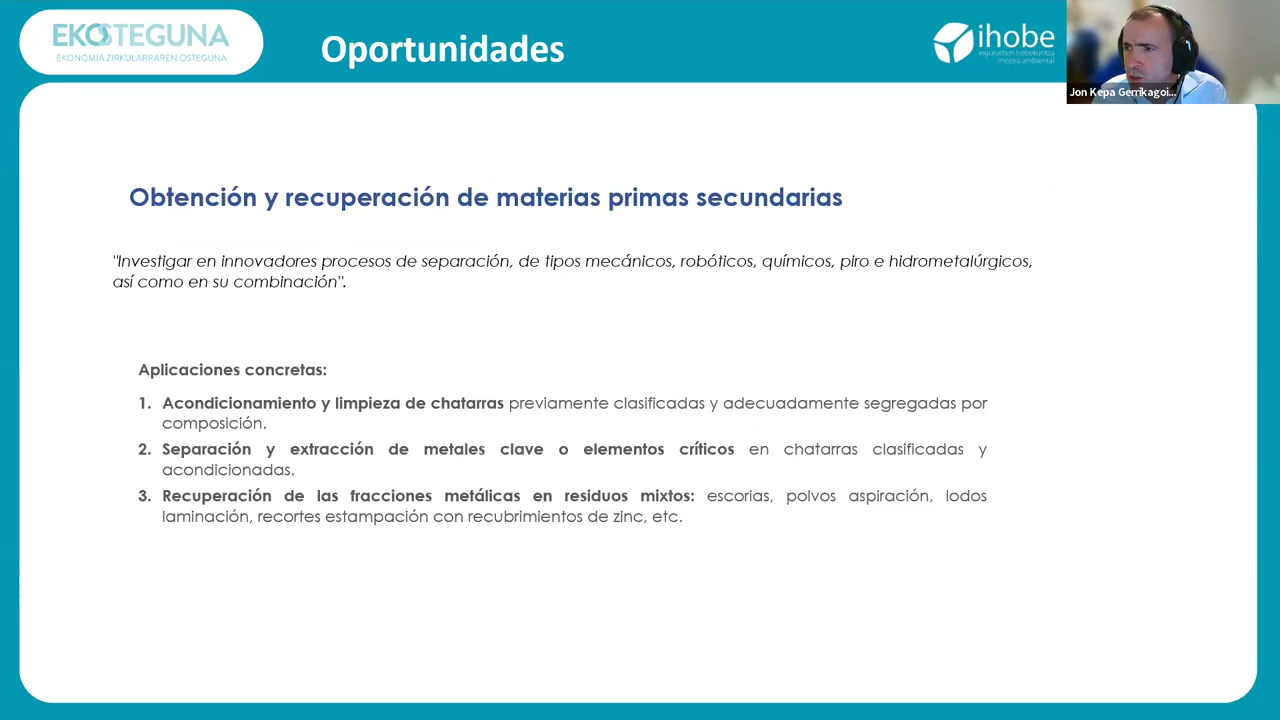 EKOSTEGUNA
EKONOMIA ZIRKULARRAREN OSTEGUNA
Oportunidades
ihobe
ingurumen hobekuntza
mejora ambiental
Jon Kepa Gerrikagoi...
Obtención y recuperación de materias primas secundarias
"Investigar en innovadores procesos de separación, de tipos mecánicos, robóticos, químicos, piro e hidrometalúrgicos,
así como en su combinación".
Aplicaciones concretas:
1. Acondicionamiento y limpieza de chatarras previamente clasificadas y adecuadamente segregadas por
composición.
2. Separación y extracción de metales clave o elementos críticos en chatarras clasificadas y
acondicionadas.
3. Recuperación de las fracciones metálicas en residuos mixtos: escorias, polvos aspiración, lodos
laminación, recortes estampación con recubrimientos de zinc, etc.